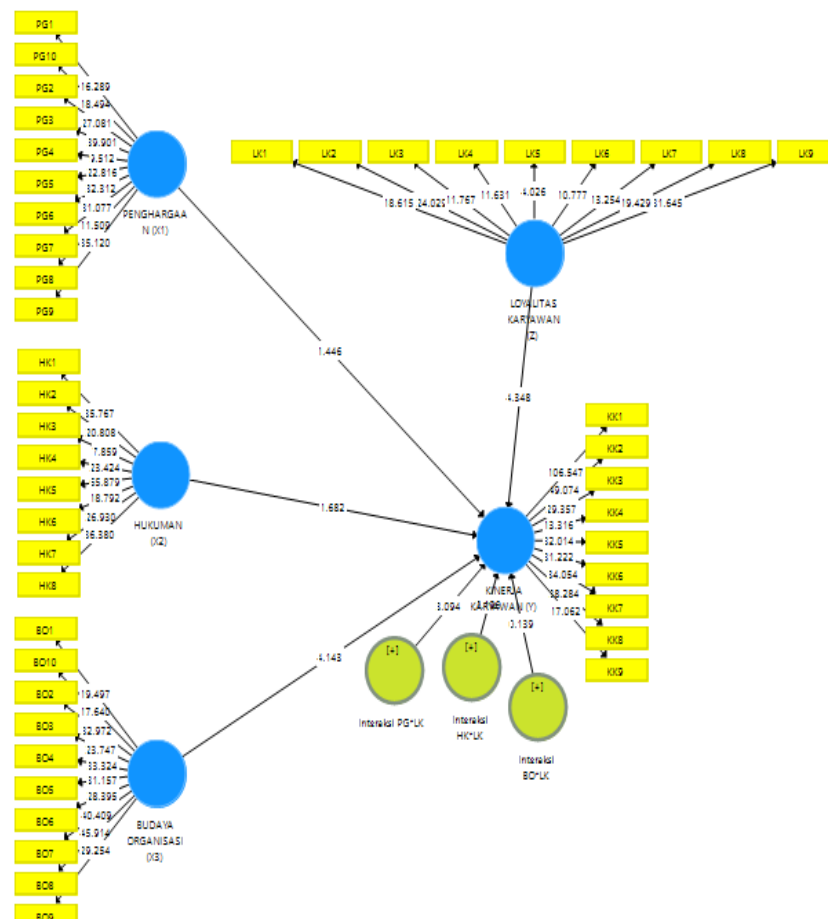 PG1
PG10
PG2
PG3
PG4
PG5
PG6
PG7
PG8
PG9
16.289
18.494
27.081
39.901
9.512
22.816
32.312
31.077
11.509
35.120
PENGHARGAA
N (X1)
LK1
LK2
LK3
LK4
LK5
LK6
LK7
LK8
LK9
18.615
24.029
11.767
11.631
4.026
10.777
13.254
19.429
31.645
LOYALITAS
KARYAWAN
(Z)
1.446
4.348
HK1
HK2
HK3
HK4
HK5
HK6
HK7
HK8
35.767
20.808
7.859
23.424
35.879
18.792
26.930
36.380
HUKUMAN
(X2)
1.682
KK1
KK2
KK3
KK4
KK5
KK6
KK7
KK8
KK9
106.547
49.074
29.357
13.316
32.014
31.222
34.054
38.284
17.062
KINERJA
KARYAWAN (Y)
3.094
0.139
4.143
[+]
Interaksi PG*LK
[+]
Interaksi
HK*LK
[+]
Interaksi
BO*LK
BO1
BO10
BO2
BO3
BO4
BO5
BO6
BO7
BO8
BO9
19.497
17.640
32.972
23.747
33.324
31.157
28.395
40.409
45.914
29.254
BUDAYA
ORGANISASI
(X3)